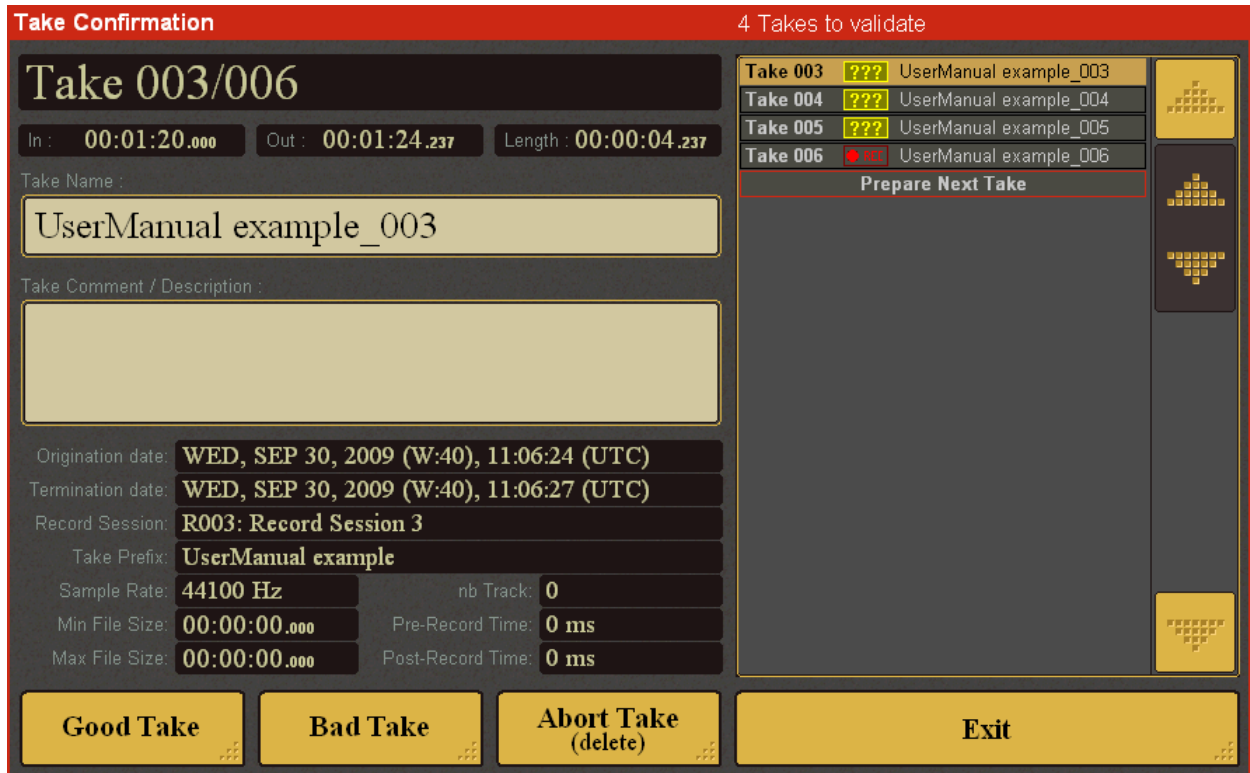 Take Confirmation
4 Takes to validate
Take 003/006
In : 00:01:20.000 Out : 00:01:24.237 Length : 00:00:04.237
Take Name :
UserManual example_003
Take Comment / Description :
Origination date: WED, SEP 30, 2009 (W:40), 11:06:24 (UTC)
Termination date: WED, SEP 30, 2009 (W:40), 11:06:27 (UTC)
Record Session: R003: Record Session 3
Take Prefix: UserManual example
Sample Rate: 44100 Hz nb Track: 0
Min File Size: 00:00:00.000 Pre-Record Time: 0 ms
Max File Size: 00:00:00.000 Post-Record Time: 0 ms
Take 003 ??? UserManual example_003
Take 004 ??? UserManual example_004
Take 005 ??? UserManual example_005
Take 006 REC UserManual example_006
Prepare Next Take
Good Take
Bad Take
Abort Take
(delete)
Exit